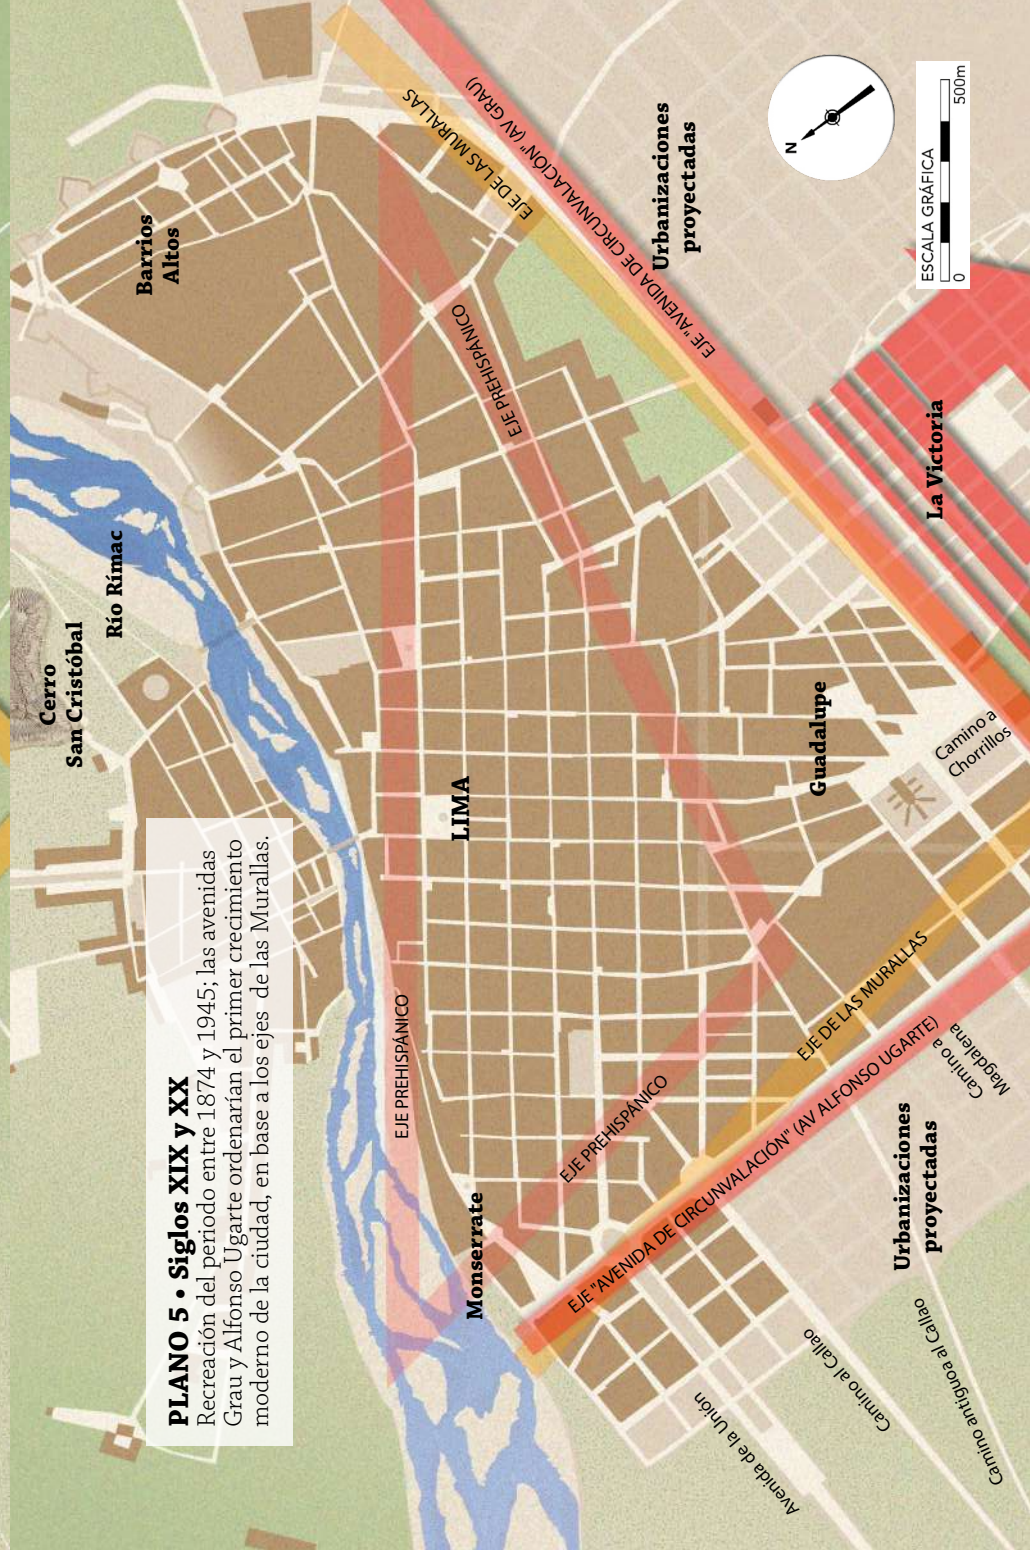 PLANO 5 • Siglos XIX y XX
Recreación del periodo entre 1874 y 1945; las avenidas
Grau y Alfonso Ugarte ordenarían el primer crecimiento
moderno de la ciudad, en base a los ejes de las Murallas.
Cerro
San Cristóbal
Río Rímac
Barrios
Altos
EJE PREHISPÁNICO
Monserrate
LIMA
EJE PREHISPÁNICO
EJE PREHISPÁNICO
EJE DE LAS MURALLAS
EJE "AVENIDA DE CIRCUNVALACIÓN" (AV GRAU)
Urbanizaciones
proyectadas
EJE "AVENIDA DE CIRCUNVALACIÓN" (AV ALFONSO UGARTE)
EJE DE LAS MURALLAS
Guadalupe
Camino a
Chorrillos
La Victoria
Avenida de la Unión
Camino al Callao
Camino antiguoa al Callao
Urbanizaciones
proyectadas
Camino a
Magdalena
N
ESCALA GRÁFICA
0
500m